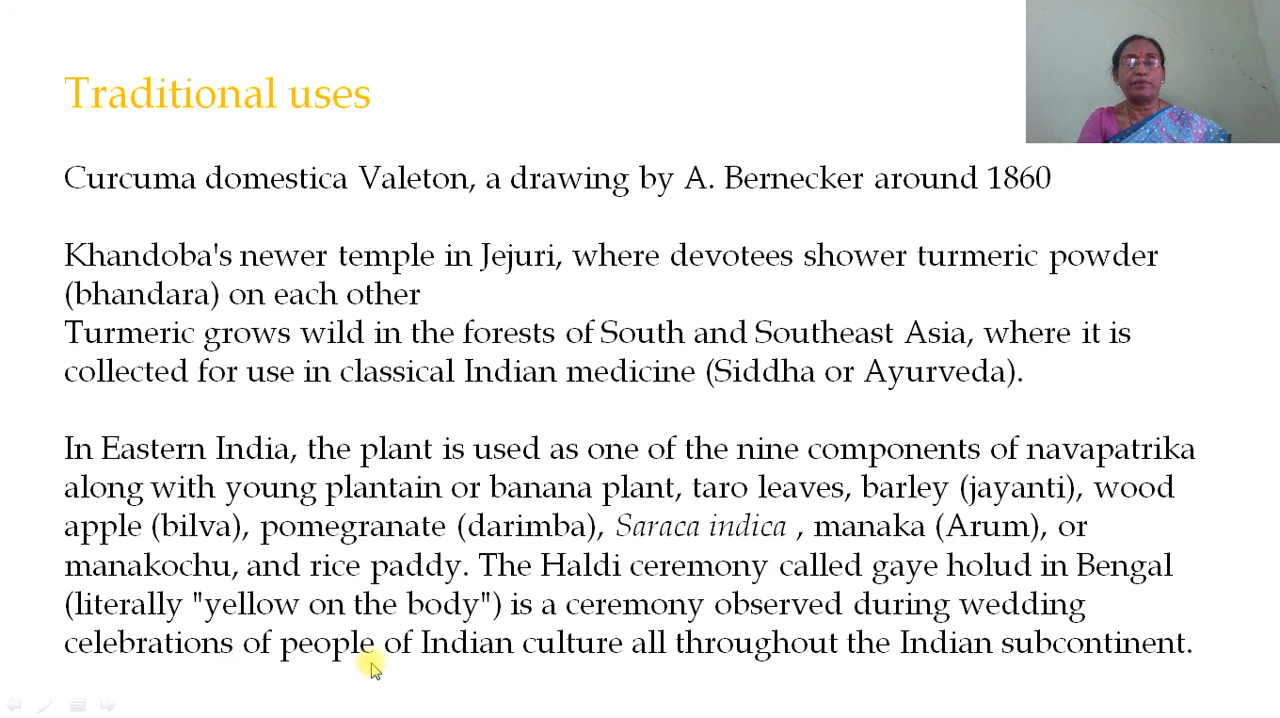 Traditional uses
Curcuma domestica Valeton, a drawing by A. Bernecker around 1860
Khandoba's newer temple in Jejuri, where devotees shower turmeric powder
(bhandara) on each other
Turmeric grows wild in the forests of South and Southeast Asia, where it is
collected for use in classical Indian medicine (Siddha or Ayurveda).
In Eastern India, the plant is used as one of the nine components of navapatrika
along with young plantain or banana plant, taro leaves, barley (jayanti), wood
apple (bilva), pomegranate (darimba), Saraca indica , manaka (Arum), or
manakochu, and rice paddy. The Haldi ceremony called gaye holud in Bengal
(literally "yellow on the body") is a ceremony observed during wedding
celebrations of people of Indian culture all throughout the Indian subcontinent.